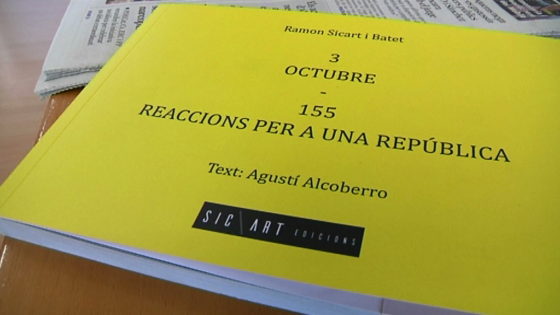 Ramon Sicart i Batet
3
OCTUBRE
-
155
REACCIONS PER A UNA REPÚBLICA
Text: Agustí Alcoberro
SIC\ART EDICIONS